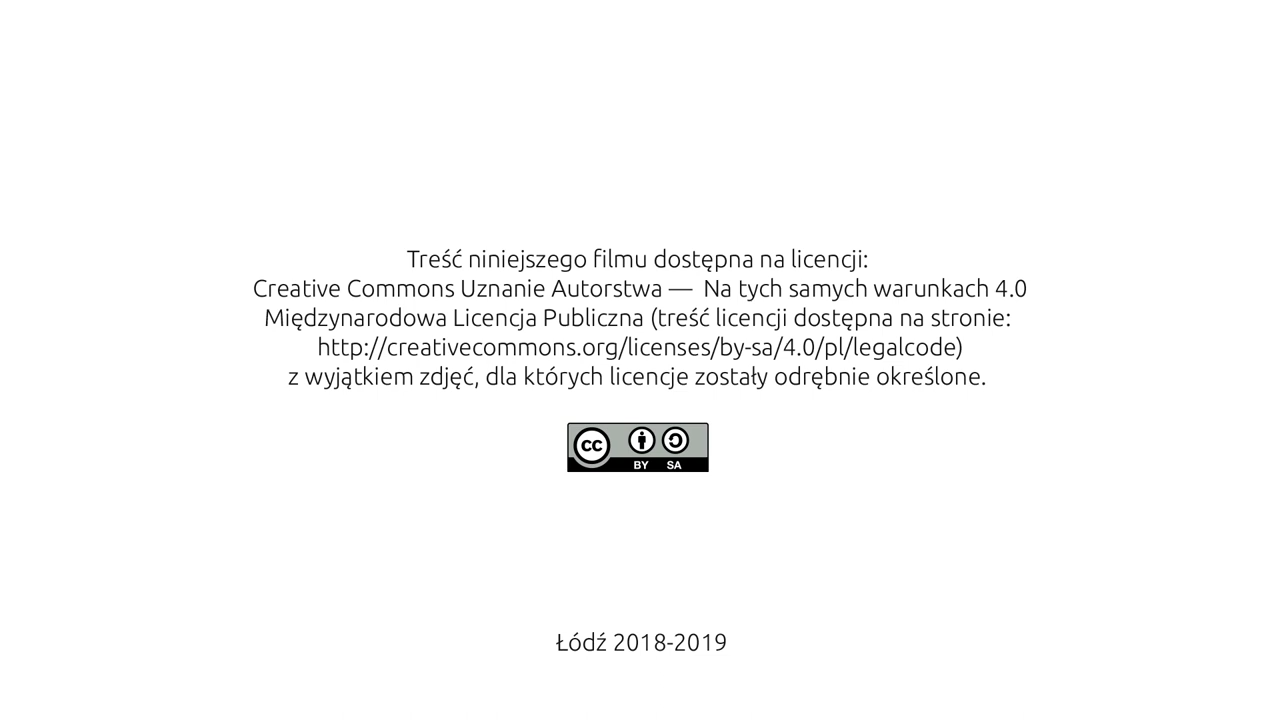 Treść niniejszego filmu dostępna na licencji:
Creative Commons Uznanie Autorstwa — Na tych samych warunkach 4.0
Międzynarodowa Licencja Publiczna (treść licencji dostępna na stronie:
http://creativecommons.org/licenses/by-sa/4.0/pl/legalcode)
z wyjątkiem zdjęć, dla których licencje zostały odrębnie określone.
cc
BY SA
Łódź 2018-2019